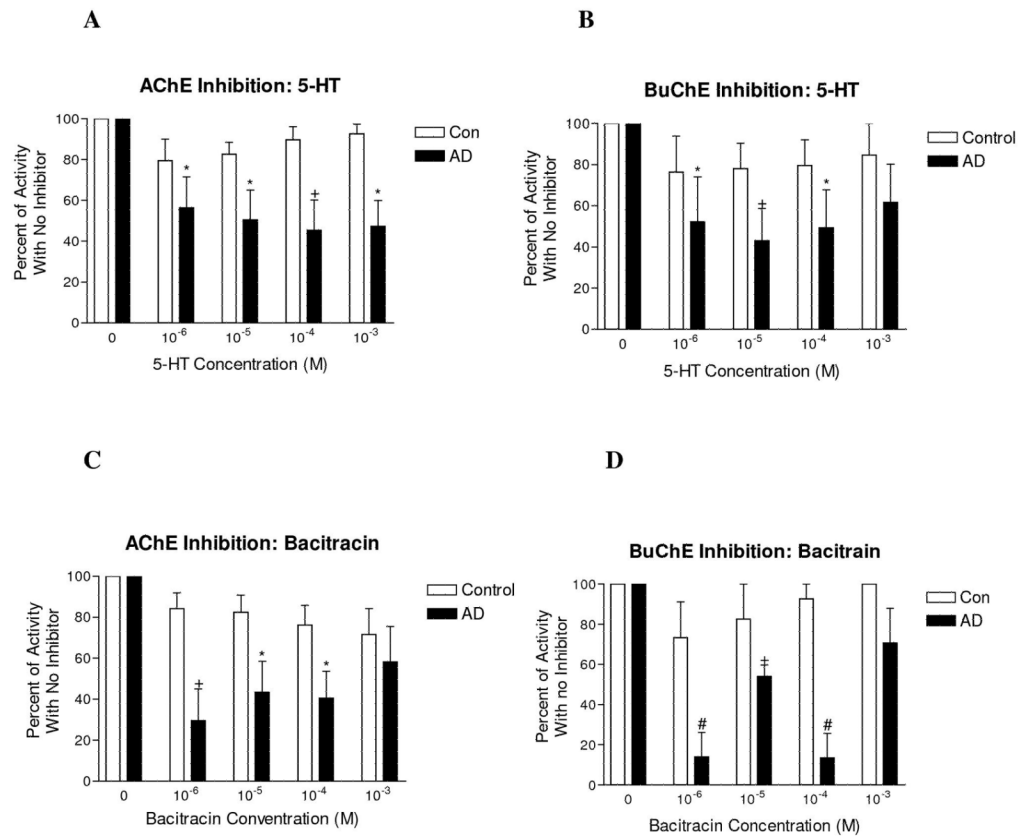 A
AChE Inhibition: 5-HT
Percent of Activity
With No Inhibitor
100
80
60
40
20
0
* * + *
Con
AD
0 10⁻⁶ 10⁻⁵ 10⁻⁴ 10⁻³
5-HT Concentration (M)
B
BuChE Inhibition: 5-HT
Percent of Activity
With No Inhibitor
100
80
60
40
20
0
* ‡ *
Control
AD
0 10⁻⁶ 10⁻⁵ 10⁻⁴ 10⁻³
5-HT Concentration (M)
C
AChE Inhibition: Bacitracin
Percent of Activity
With No Inhibitor
100
80
60
40
20
0
‡ * *
Control
AD
0 10⁻⁶ 10⁻⁵ 10⁻⁴ 10⁻³
Bacitracin Conventration (M)
D
BuChE Inhibition: Bacitrain
Percent of Activity
With no Inhibitor
100
80
60
40
20
0
# ‡ #
Con
AD
0 10⁻⁶ 10⁻⁵ 10⁻⁴ 10⁻³
Bacitracin Concentration (M)